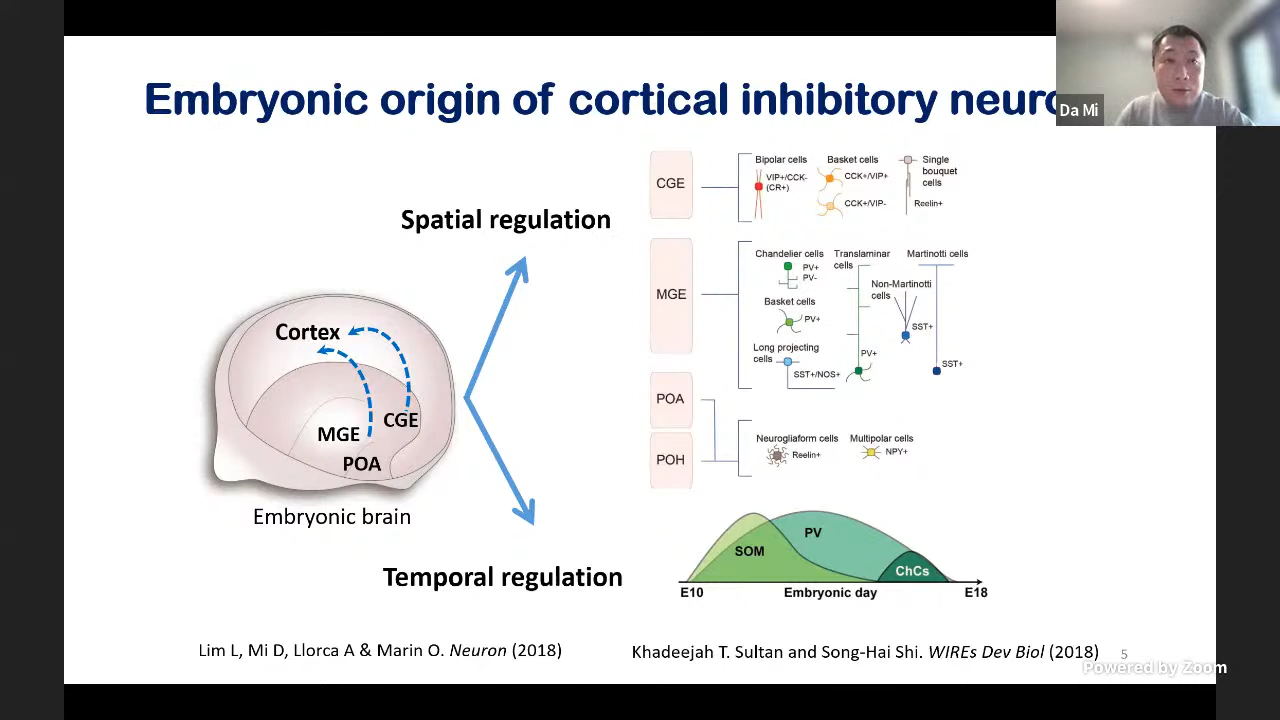 Embryonic origin of cortical inhibitory neuro
Da Mi
Spatial regulation
Cortex
MGE
CGE
POA
Embryonic brain
Temporal regulation
CGE
Bipolar cells
VIP+/CCK-
(CR+)
Basket cells
CCK+/VIP+
CCK+/VIP-
Single
bouquet
cells
Reelin+
MGE
Chandelier cells
PV+
PV-
Basket cells
PV+
Long projecting
cells
SST+/NOS+
Translaminar
cells
PV+
Non-Martinotti
cells
SST+
Martinotti cells
SST+
POA
POH
Neurogliaform cells
Reelin+
Multipolar cells
NPY+
SOM
PV
ChCs
E10
Embryonic day
E18
Lim L, Mi D, Llorca A & Marin O. Neuron (2018)
Khadeejah T. Sultan and Song-Hai Shi. WIREs Dev Biol (2018)
5
Powered by Zoom